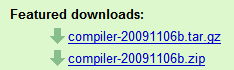 Featured downloads:
compiler-20091106b.tar.gz
compiler-20091106b.zip